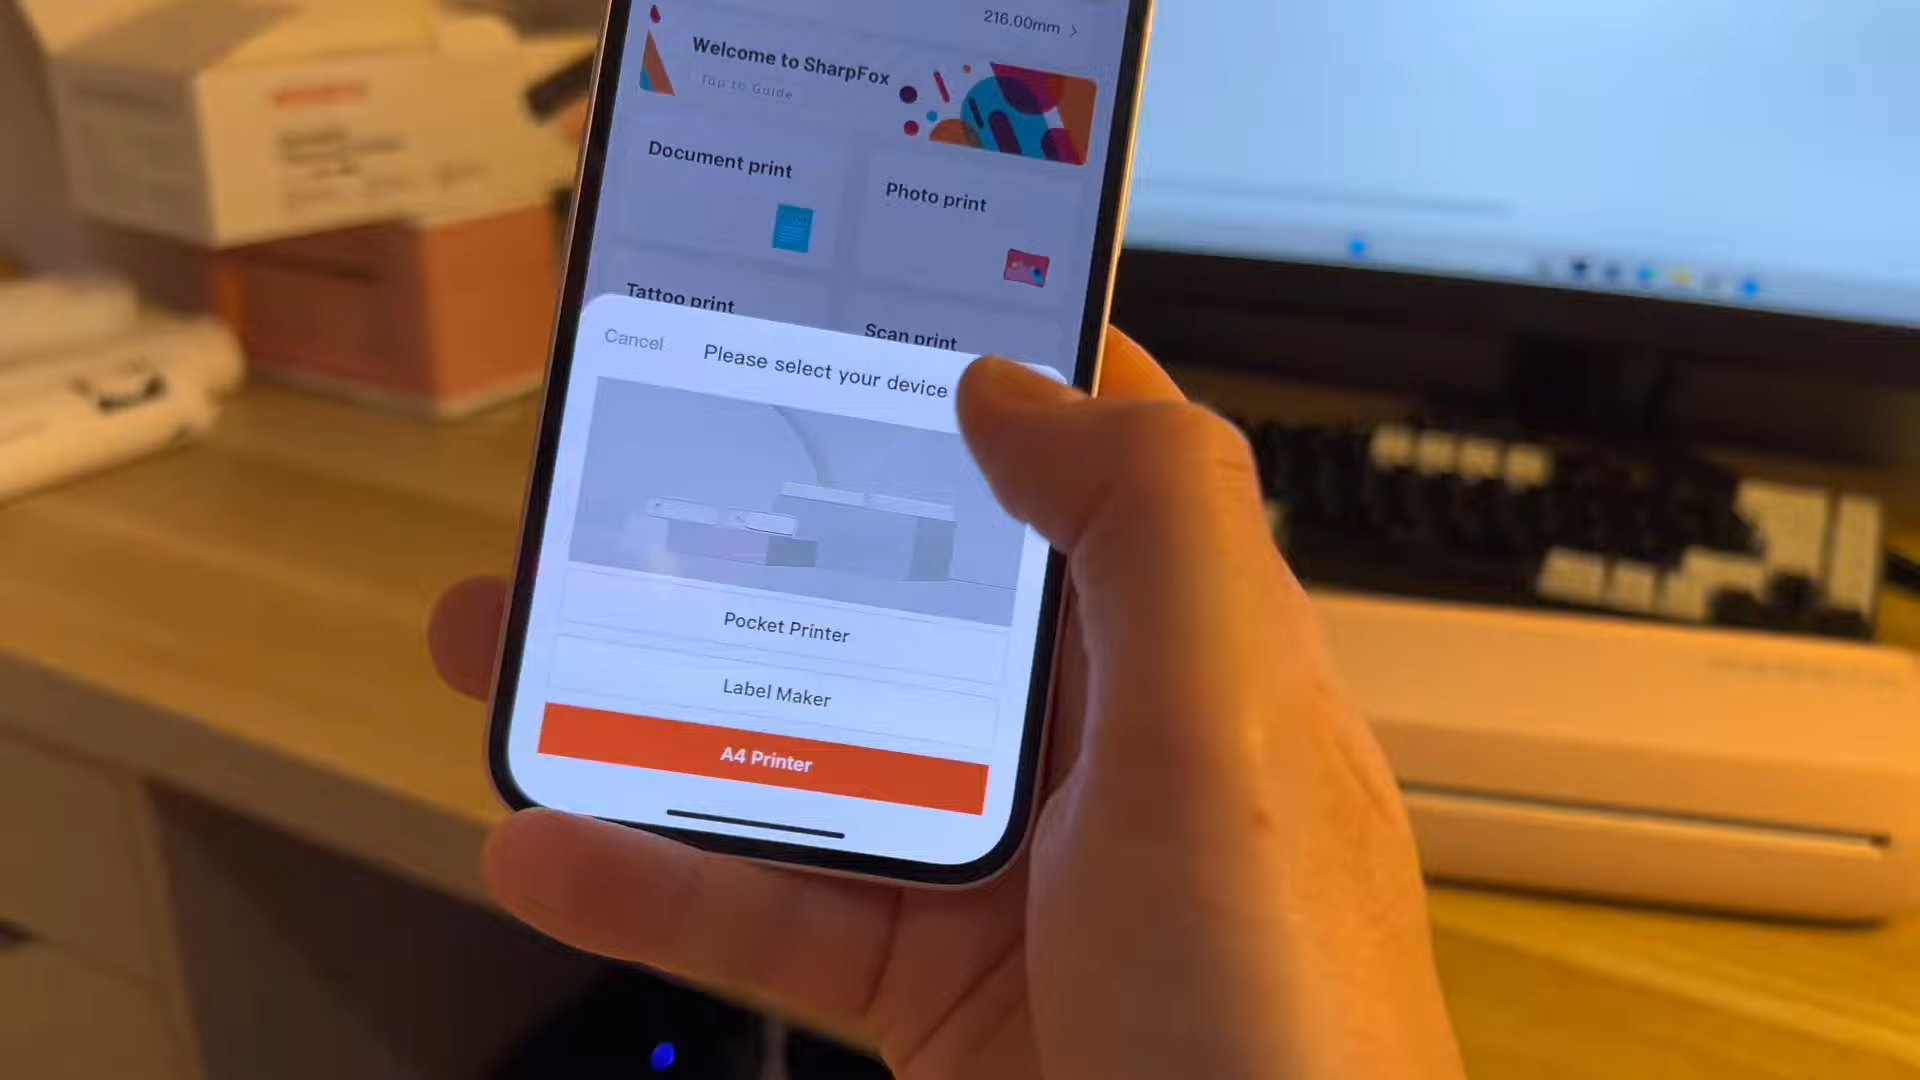 216.00mm
Welcome to SharpFox
Tap to Guide
Document print
Photo print
Tattoo print
Scan print
Cancel
Please select your device
Pocket Printer
Label Maker
A4 Printer